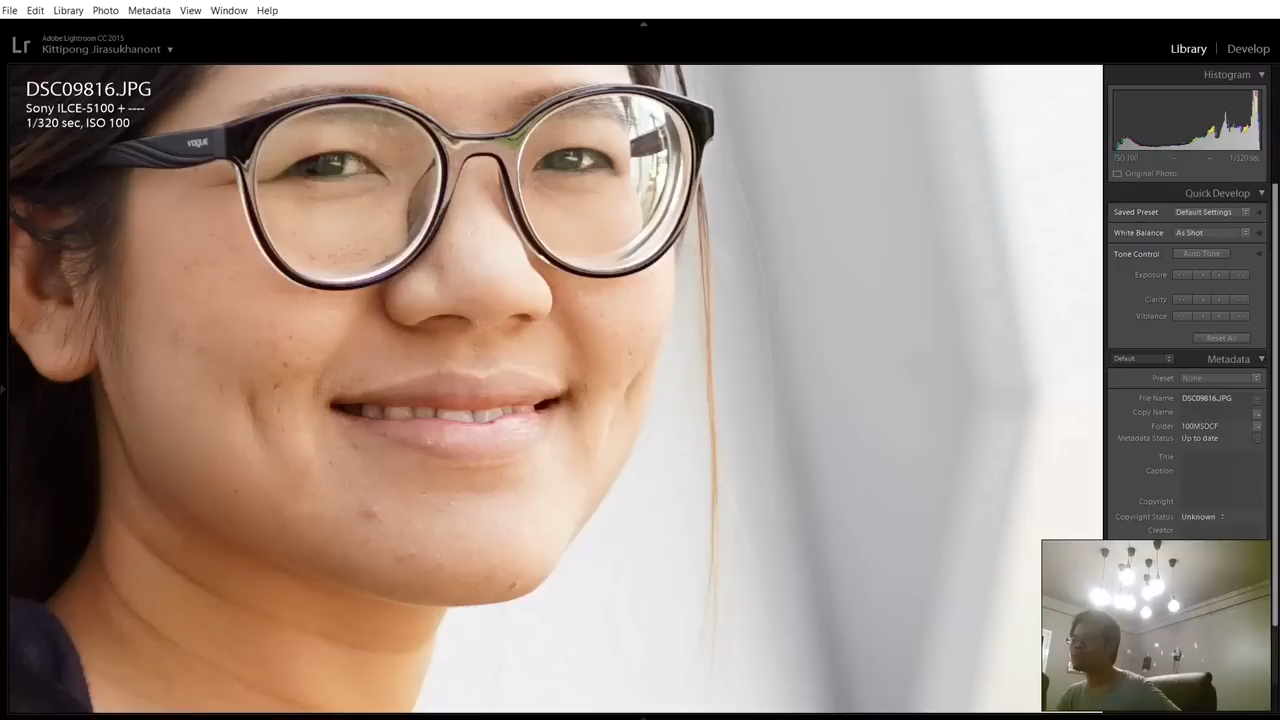 File Edit Library Photo Metadata View Window Help
Lr
Adobe Lightroom CC 2015
Kittipong Jirasukhanont
Library | Develop
DSC09816.JPG
Sony ILCE-5100 + ----
1/320 sec, ISO 100
vogue
Histogram
ISO 100 – – 1/320sec
Original Photo
Quick Develop
Saved Preset Default Settings
White Balance As Shot
Tone Control Auto Tone
Exposure
Clarity
Vibrance
Reset All
Default Metadata
Preset None
File Name DSC09816.JPG
Copy Name
Folder 100MSDCF
Metadata Status Up to date
Title
Caption
Copyright
Copyright Status Unknown
Creator